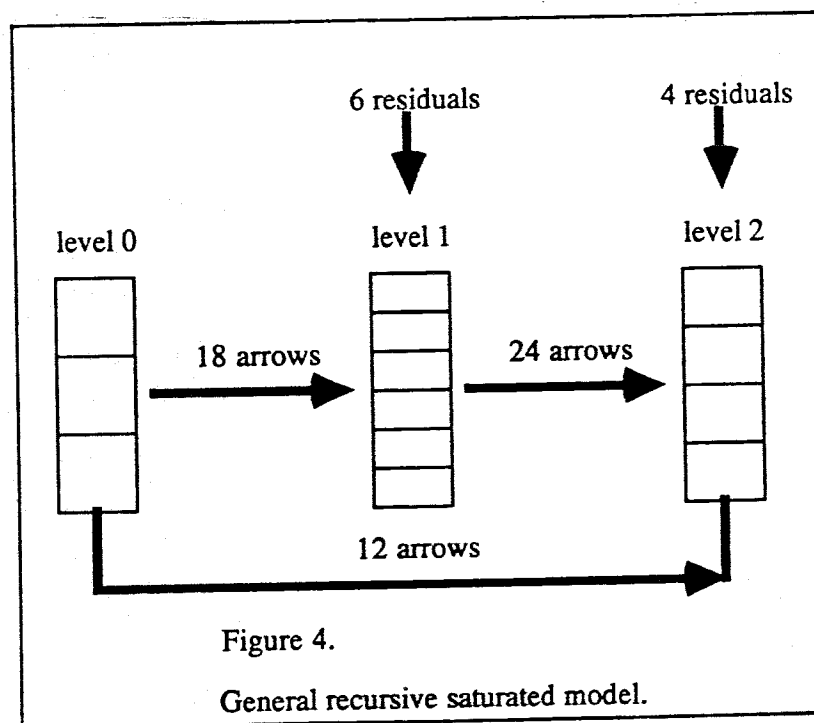 6 residuals
4 residuals
level 0
level 1
level 2
18 arrows
24 arrows
12 arrows
Figure 4.
General recursive saturated model.